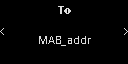 To
< >
MAB_addr